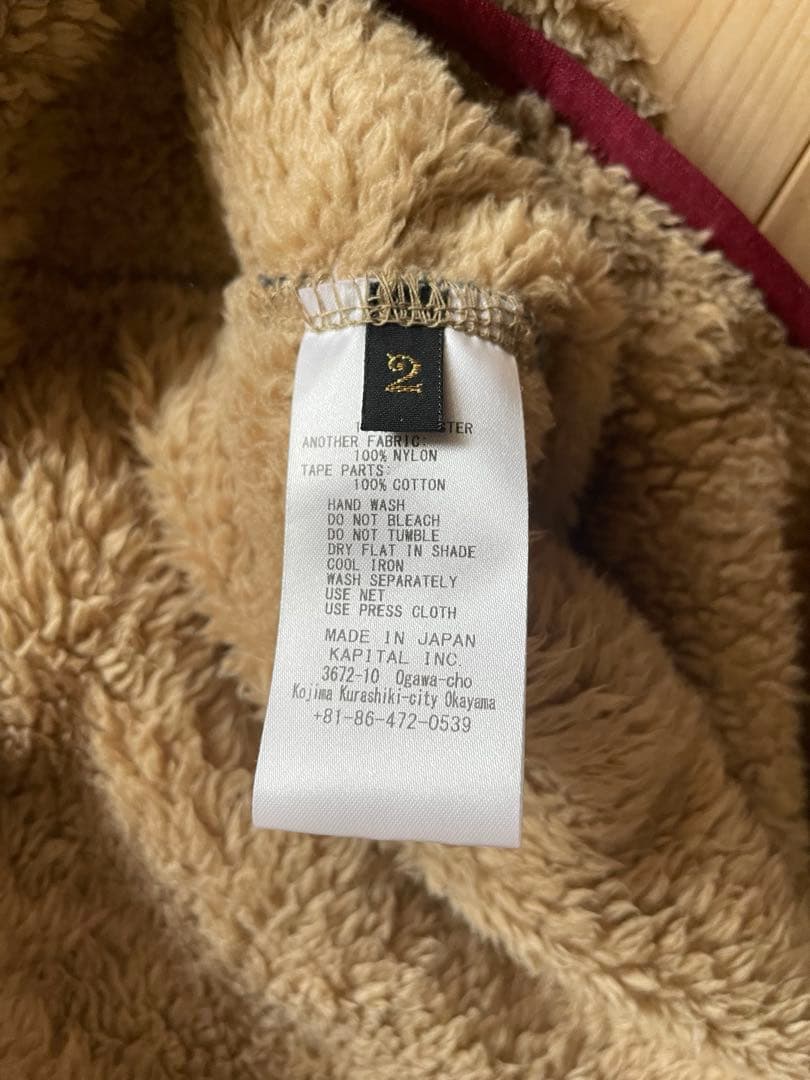 2
ANOTHER FABRIC:
100% NYLON
TAPE PARTS:
100% COTTON
HAND WASH
DO NOT BLEACH
DO NOT TUMBLE
DRY FLAT IN SHADE
COOL IRON
WASH SEPARATELY
USE NET
USE PRESS CLOTH
MADE IN JAPAN
KAPITAL INC.
3672-10 Ogawa-cho
Kojima Kurashiki-city Okayama
+81-86-472-0539